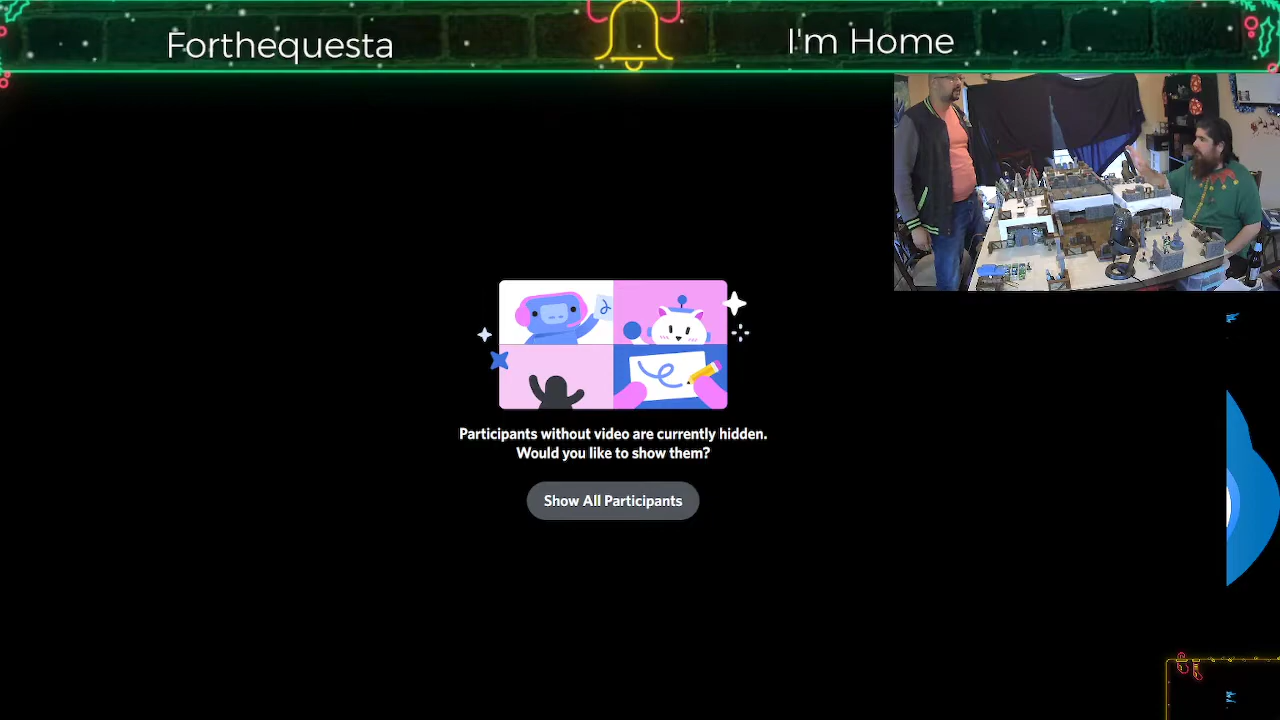 Forthequesta
I'm Home
Participants without video are currently hidden.
Would you like to show them?
Show All Participants